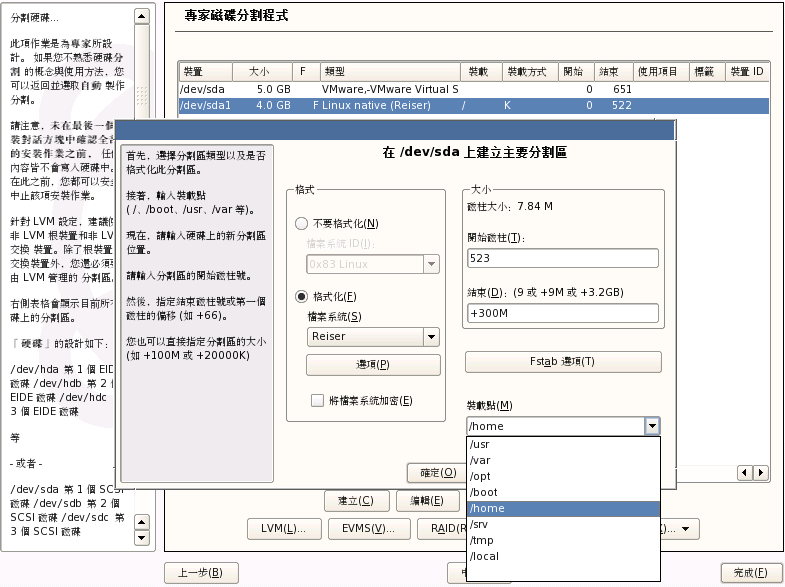 分割硬碟...
此項作業是為專家所設
計。 如果您不熟悉硬碟分
割 的概念與使用方法, 您
可以返回並選取自動 製作
分割。
請注意, 未在最後一個
裝對話方塊中確認全
的安裝作業之前, 任
內容皆不會寫入硬碟中。
在此之前, 您都可以安
中止該項安裝作業。
針對 LVM 設定, 建議
非 LVM 根裝置和非 LV
交換 裝置。除了根裝置
交換裝置外, 您還必須
由 LVM 管理的 分割區。
右側表格會顯示目前所
碟上的分割區。
「硬碟」的設計如下:
/dev/hda 第 1 個 EID
磁碟 /dev/hdb 第 2
EIDE 磁碟 /dev/hdc
3 個 EIDE 磁碟
等
- 或者 -
/dev/sda 第 1 個 SCSI
磁碟 /dev/sdb 第 2 個
SCSI 磁碟 /dev/sdc 第
3 個 SCSI 磁碟
專家磁碟分割程式
裝置 大小 F 類型 裝載 裝載方式 開始 結束 使用項目 標籤 裝置 ID
/dev/sda 5.0 GB VMware,-VMware Virtual S 0 651
/dev/sda1 4.0 GB F Linux native (Reiser) / K 0 522
首先, 選擇分割區類型以及是否
格式化此分割區。
接著, 輸入裝載點
( /、/boot、/usr、/var 等)。
現在, 請輸入硬碟上的新分割區
位置。
請輸入分割區的開始磁柱號。
然後, 指定結束磁柱號或第一個
磁柱的偏移 (如 +66)。
您也可以直接指定分割區的大小
(如 +100M 或 +20000K)
在 /dev/sda 上建立主要分割區
格式
不要格式化(N)
檔案系統 ID(I):
0x83 Linux
格式化(F)
檔案系統(S)
Reiser
選項(P)
將檔案系統加密(E)
大小
磁柱大小: 7.84 M
開始磁柱(T):
523
結束(D): (9 或 +9M 或 +3.2GB)
+300M
Fstab 選項(T)
裝載點(M)
/home
/usr
/var
/opt
/boot
/home
/srv
/tmp
/local
確定(O)
建立(C) 編輯(E)
LVM(L)... EVMS(V)... RAID(R
上一步(B) 完成(F)